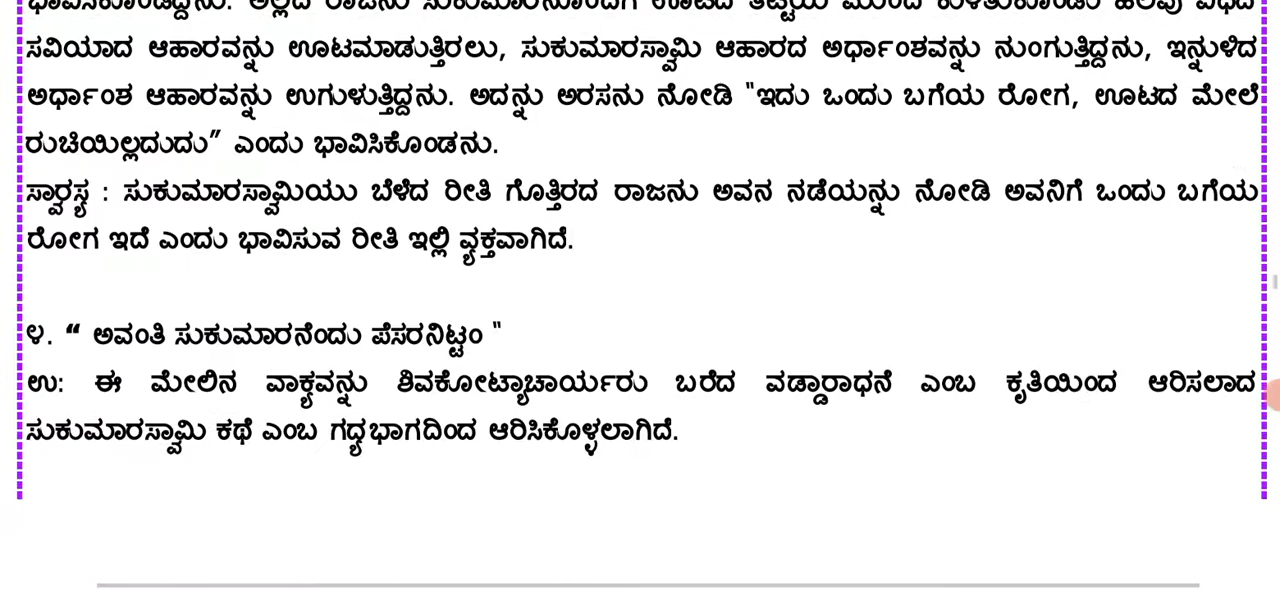 ಸವಿಯಾದ ಆಹಾರವನ್ನು ಊಟಮಾಡುತ್ತಿರಲು, ಸುಕುಮಾರಸ್ವಾಮಿ ಆಹಾರದ ಅರ್ಧಾಂಶವನ್ನು ನುಂಗುತ್ತಿದ್ದನು, ಇನ್ನುಳಿದ
ಅರ್ಧಾಂಶ ಆಹಾರವನ್ನು ಉಗುಳುತ್ತಿದ್ದನು. ಅದನ್ನು ಅರಸನು ನೋಡಿ "ಇದು ಒಂದು ಬಗೆಯ ರೋಗ, ಊಟದ ಮೇಲೆ
ರುಚಿಯಿಲ್ಲದುದು” ಎಂದು ಭಾವಿಸಿಕೊಂಡನು.
ಸ್ವಾರಸ್ಯ : ಸುಕುಮಾರಸ್ವಾಮಿಯು ಬೆಳೆದ ರೀತಿ ಗೊತ್ತಿರದ ರಾಜನು ಅವನ ನಡೆಯನ್ನು ನೋಡಿ ಅವನಿಗೆ ಒಂದು ಬಗೆಯ
ರೋಗ ಇದೆ ಎಂದು ಭಾವಿಸುವ ರೀತಿ ಇಲ್ಲಿ ವ್ಯಕ್ತವಾಗಿದೆ.
೪. “ ಅವಂತಿ ಸುಕುಮಾರನೆಂದು ಪೆಸರನಿಟ್ಟಂ "
ಉ: ಈ ಮೇಲಿನ ವಾಕ್ಯವನ್ನು ಶಿವಕೋಟ್ಯಾಚಾರ್ಯರು ಬರೆದ ವಡ್ಡಾರಾಧನೆ ಎಂಬ ಕೃತಿಯಿಂದ ಆರಿಸಲಾದ
ಸುಕುಮಾರಸ್ವಾಮಿ ಕಥೆ ಎಂಬ ಗದ್ಯಭಾಗದಿಂದ ಆರಿಸಿಕೊಳ್ಳಲಾಗಿದೆ.